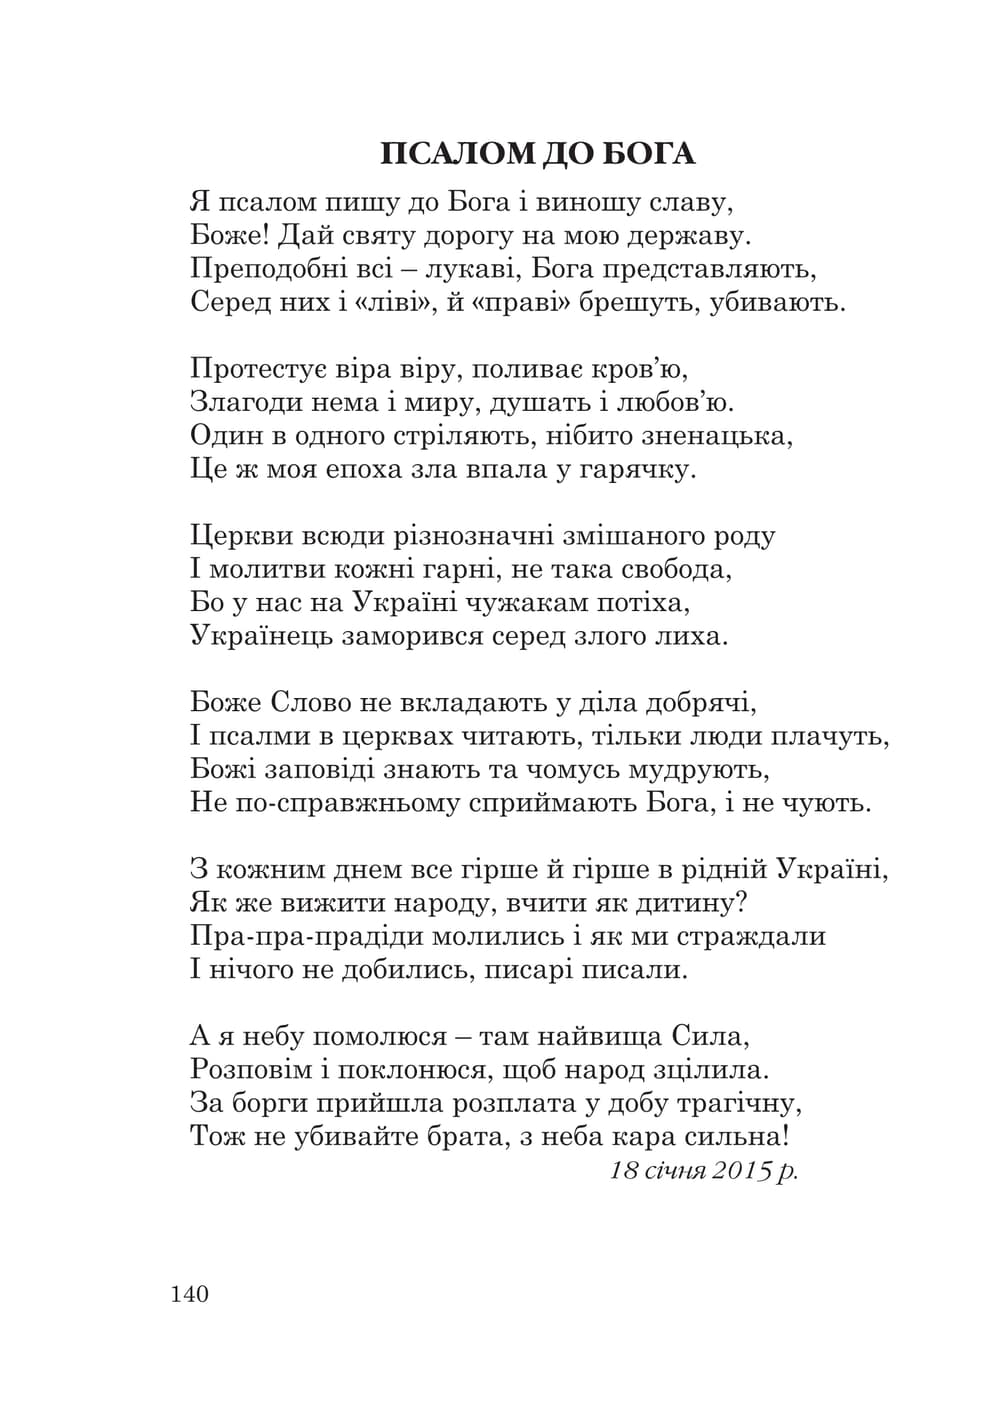 ПСАЛОМ ДО БОГА
Я псалом пишу до Бога і виношу славу,
Боже! Дай святу дорогу на мою державу.
Преподобні всі – лукаві, Бога представляють,
Серед них і «ліві», й «праві» брешуть, убивають.
Протестує віра віру, поливає кров’ю,
Злагоди нема і миру, душать і любов’ю.
Один в одного стріляють, нібито зненацька,
Це ж моя епоха зла впала у гарячку.
Церкви всюди різнозначні змішаного роду
І молитви кожні гарні, не така свобода,
Бо у нас на Україні чужакам потіха,
Українець заморився серед злого лиха.
Боже Слово не вкладають у діла добрячі,
І псалми в церквах читають, тільки люди плачуть,
Божі заповіді знають та чомусь мудрують,
Не по-справжньому сприймають Бога, і не чують.
З кожним днем все гірше й гірше в рідній Україні,
Як же вижити народу, вчити як дитину?
Пра-пра-прадіди молились і як ми страждали
І нічого не добились, писарі писали.
А я небу помолюся – там найвища Сила,
Розповім і поклонюся, щоб народ зцілила.
За борги прийшла розплата у добу трагічну,
Тож не убивайте брата, з неба кара сильна!
18 січня 2015 р.
140